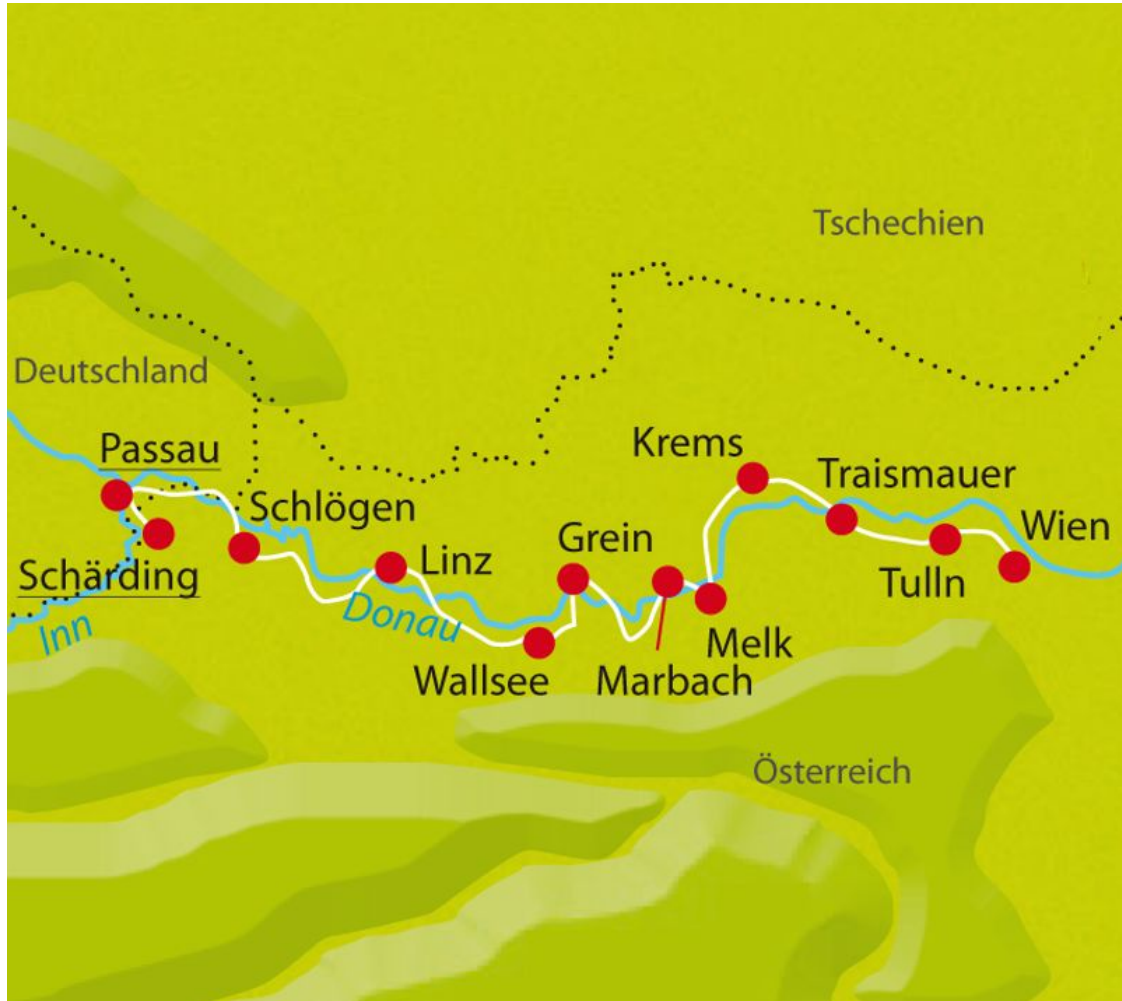 Tschechien
Deutschland
Passau
Krems
Traismauer
Schlögen
Wien
Grein
Linz
Schärding
Tulln
Donau
Inn
Melk
Wallsee
Marbach
Österreich